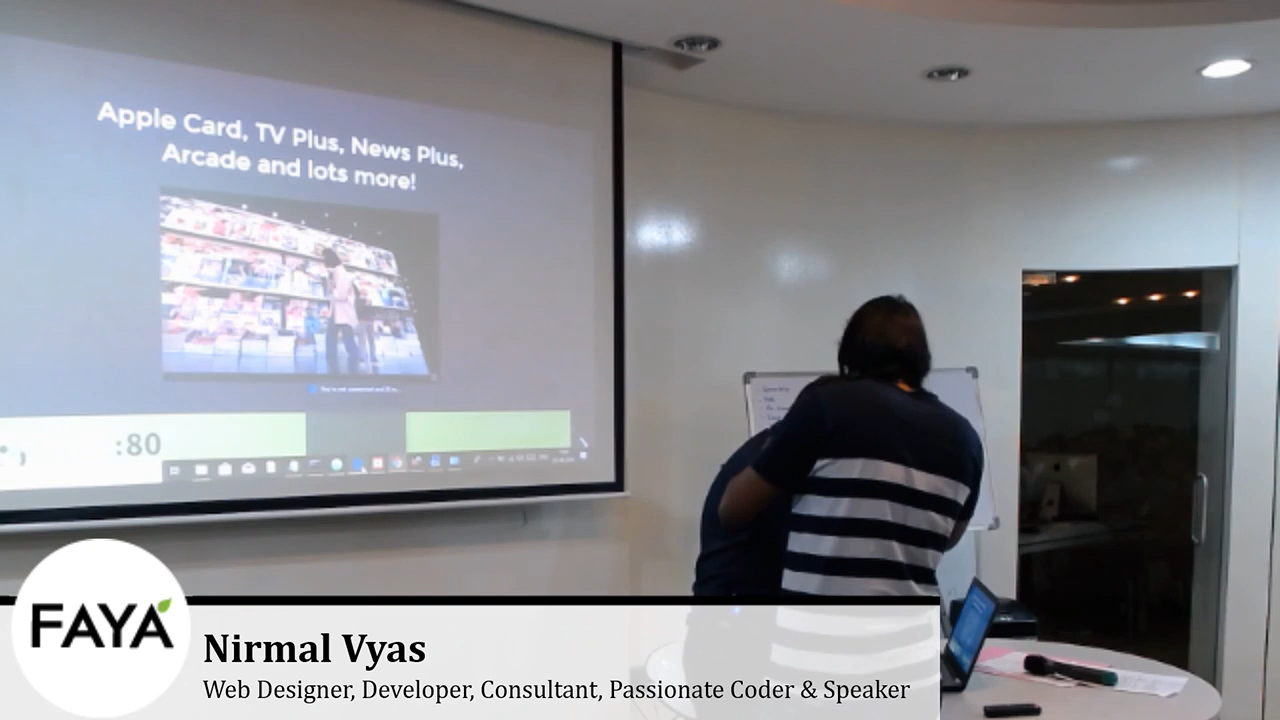 Apple Card, TV Plus, News Plus,
Arcade and lots more!
:80
FAYA
Nirmal Vyas
Web Designer, Developer, Consultant, Passionate Coder & Speaker